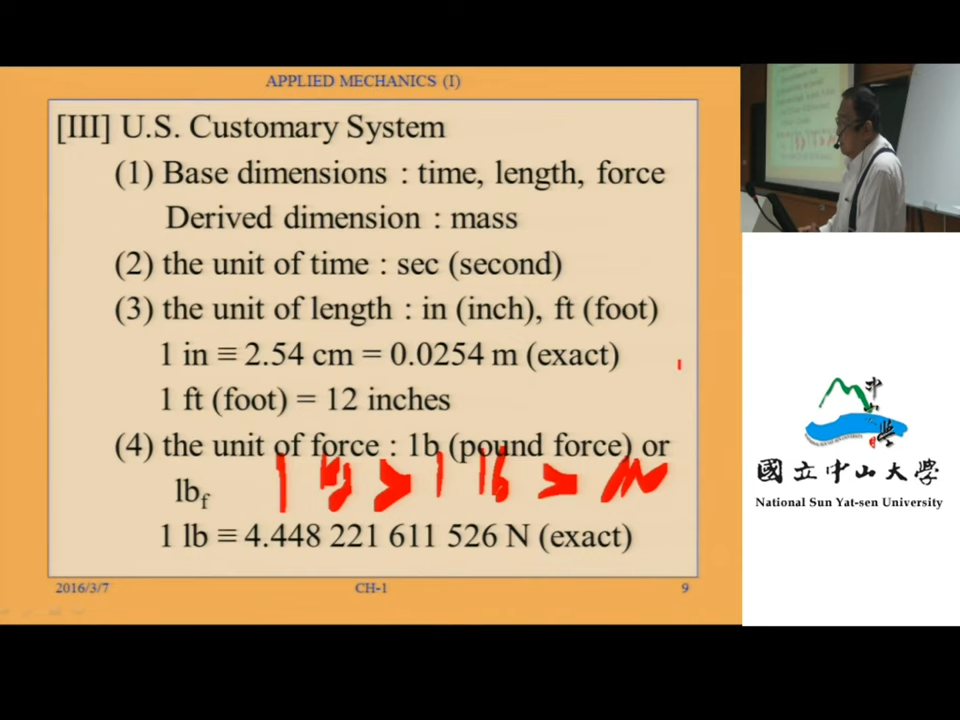 APPLIED MECHANICS (I)
[III] U.S. Customary System
(1) Base dimensions : time, length, force
Derived dimension : mass
(2) the unit of time : sec (second)
(3) the unit of length : in (inch), ft (foot)
1 in ≡ 2.54 cm = 0.0254 m (exact)
1 ft (foot) = 12 inches
(4) the unit of force : 1b (pound force) or
lb_f
1 lb ≡ 4.448 221 611 526 N (exact)
2016/3/7
CH-1
9
國立中山大學
National Sun Yat-sen University